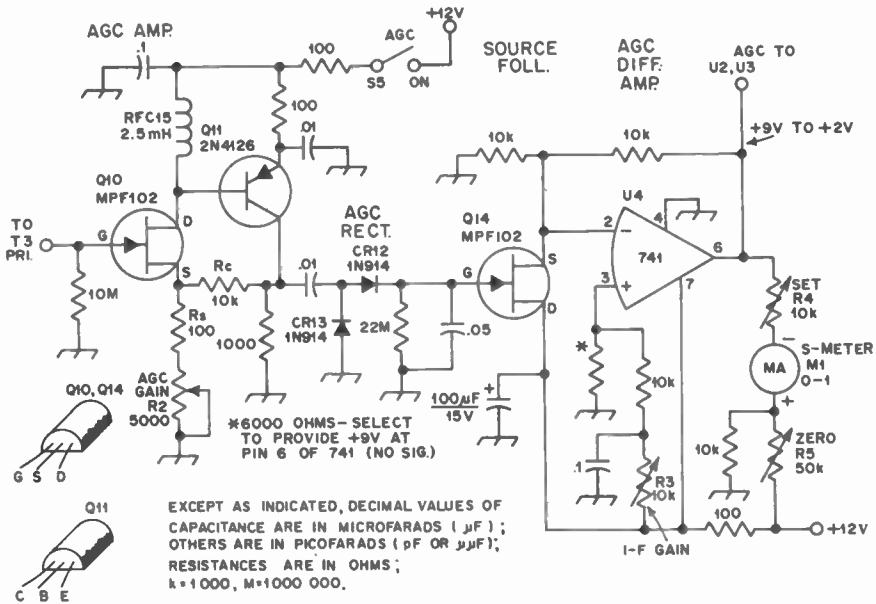 AGC AMP.
.1
100
AGC
S5
ON
+12V
SOURCE
FOLL.
AGC
DIFF.
AMP.
AGC TO
U2, U3
+9V TO +2V
RFC15
2.5mH
Q11
2N4126
100
.01
10k
10k
Q10
MPF102
D
G
S
TO
T3
PRI.
10M
Rc
10k
Rs
100
1000
AGC
GAIN
R2
5000
.01
AGC
RECT.
CR12
1N914
CR13
1N914
22M
.05
Q14
MPF102
G
S
D
U4
741
2
−
3
+
4
6
7
SET
R4
10k
−
MA
S-METER
M1
0-1
+
10k
ZERO
R5
50k
*
10k
.1
R3
10k
I-F GAIN
100
+12V
+
100µF
15V
*6000 OHMS-SELECT
TO PROVIDE +9V AT
PIN 6 OF 741 (NO SIG.)
Q10, Q14
G S D
Q11
C B E
EXCEPT AS INDICATED, DECIMAL VALUES OF
CAPACITANCE ARE IN MICROFARADS (µF);
OTHERS ARE IN PICOFARADS (pF OR µµF);
RESISTANCES ARE IN OHMS;
k=1000, M=1000 000.